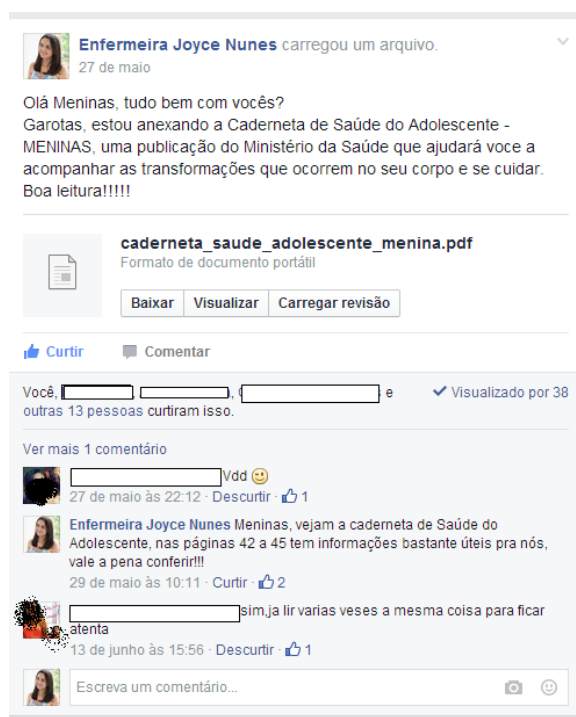 Enfermeira Joyce Nunes carregou um arquivo.
27 de maio
Olá Meninas, tudo bem com vocês?
Garotas, estou anexando a Caderneta de Saúde do Adolescente -
MENINAS, uma publicação do Ministério da Saúde que ajudará voce a
acompanhar as transformações que ocorrem no seu corpo e se cuidar.
Boa leitura!!!!!
caderneta_saude_adolescente_menina.pdf
Formato de documento portátil
Baixar Visualizar Carregar revisão
Curtir Comentar
Você, , , e
outras 13 pessoas curtiram isso.
Visualizado por 38
Ver mais 1 comentário
Vdd
27 de maio às 22:12 · Descurtir · 1
Enfermeira Joyce Nunes Meninas, vejam a caderneta de Saúde do
Adolescente, nas páginas 42 a 45 tem informações bastante úteis pra nós,
vale a pena conferir!!!
29 de maio às 10:11 · Curtir · 2
sim,ja lir varias veses a mesma coisa para ficar
atenta
13 de junho às 15:56 · Descurtir · 1
Escreva um comentário...